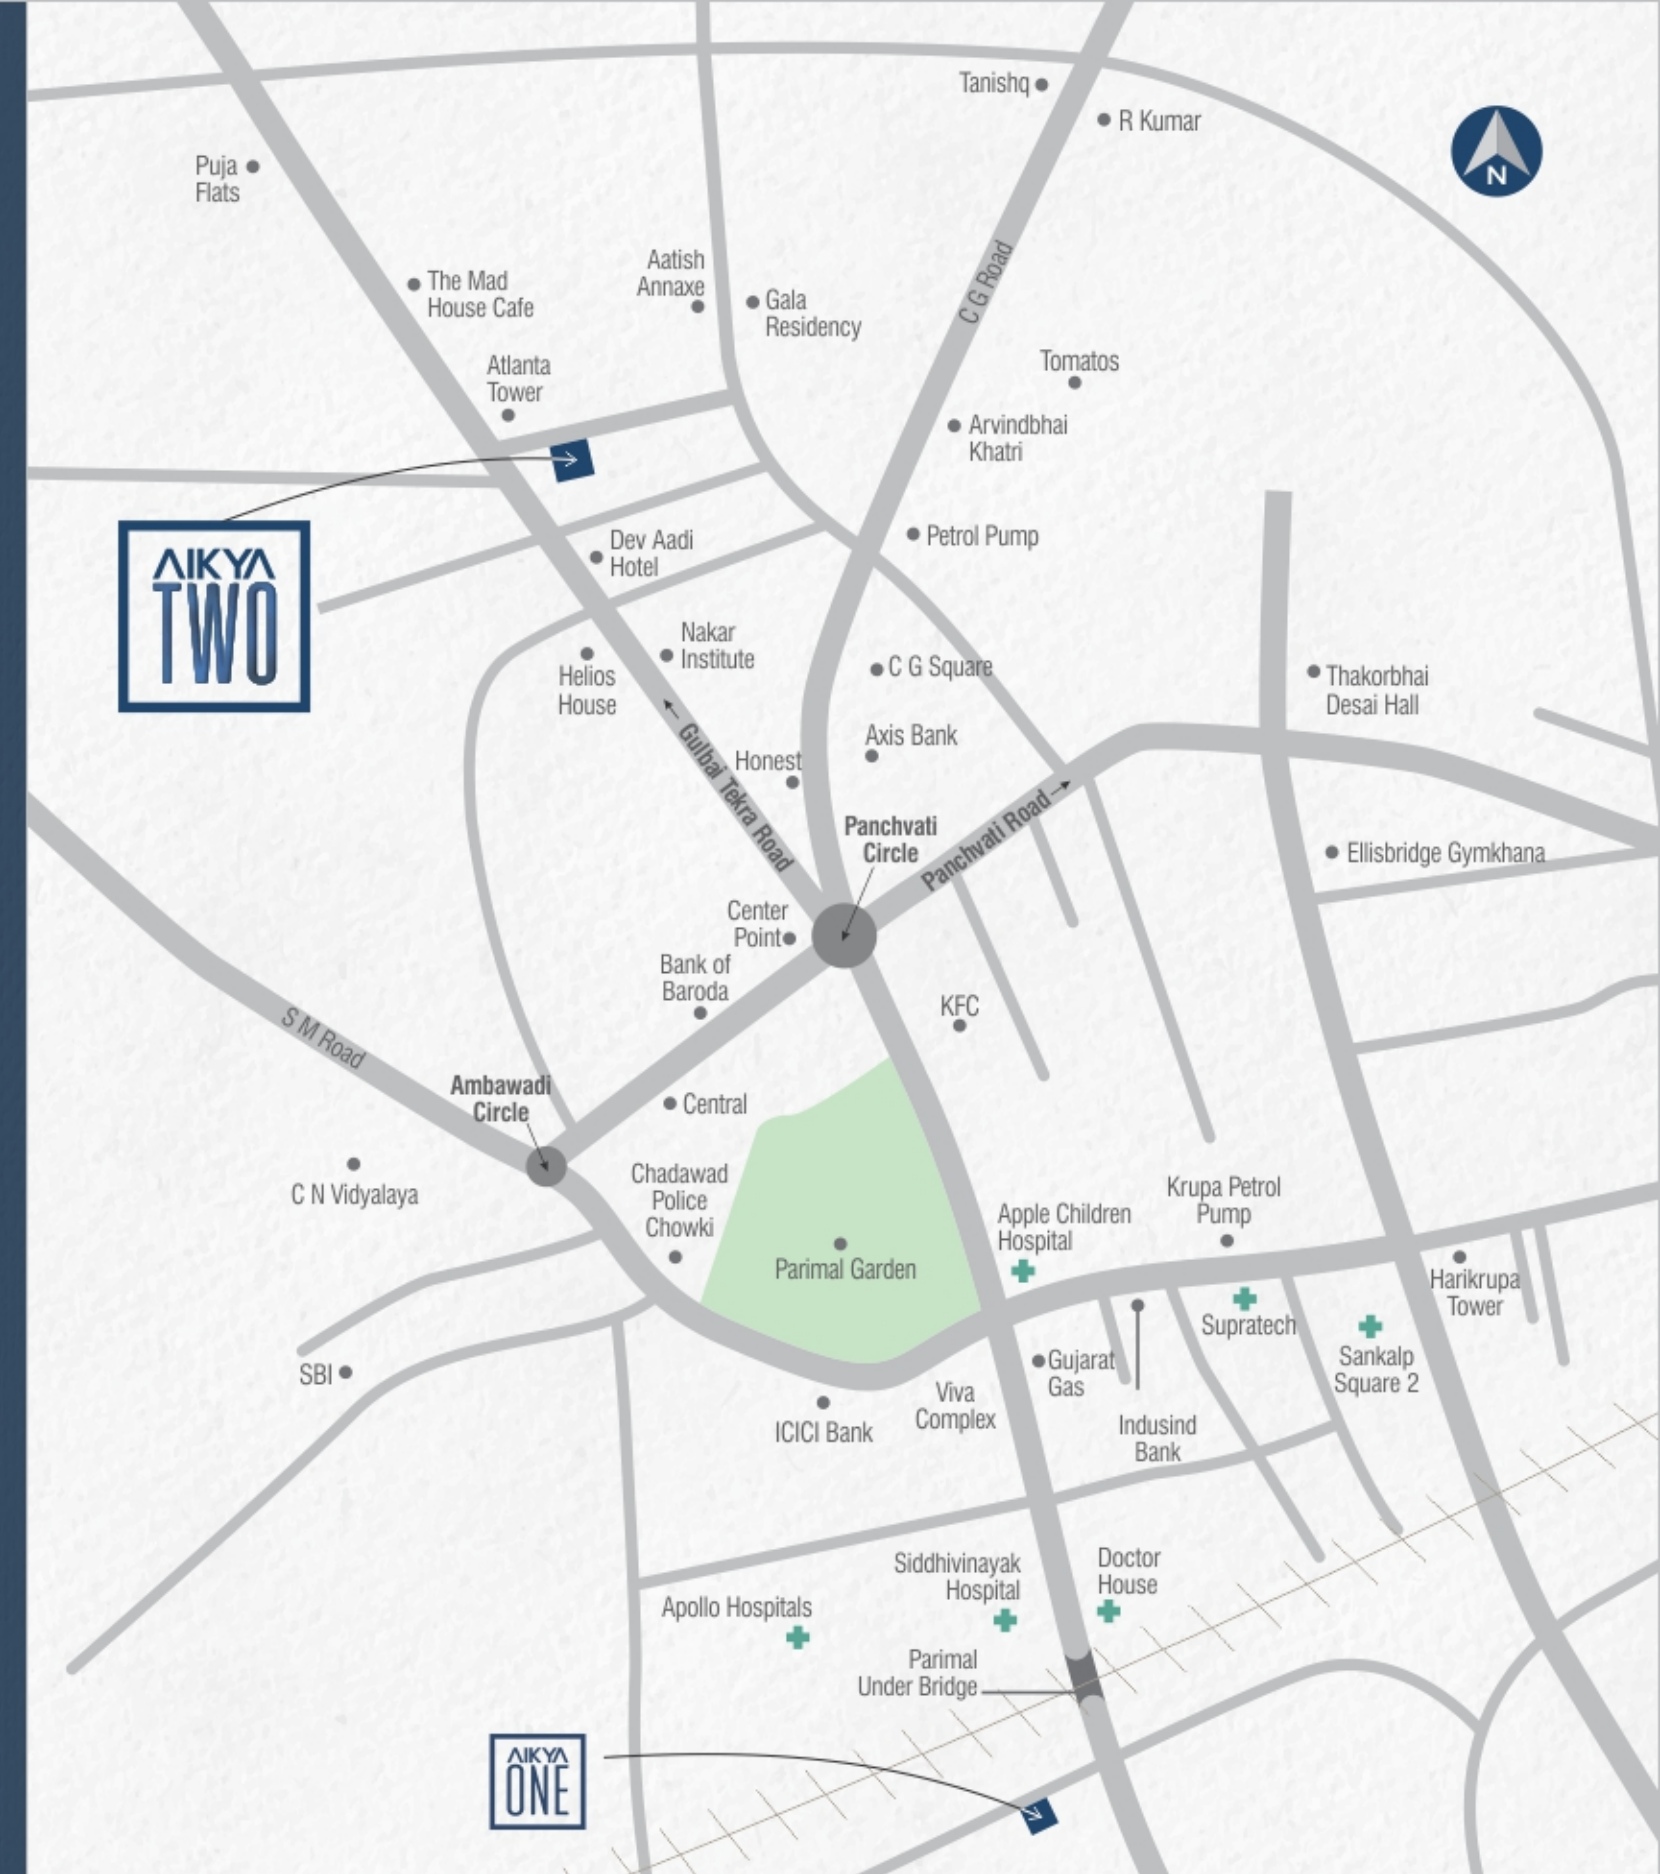 Tanishq
R Kumar
N
Puja
Flats
The Mad
House Cafe
Aatish
Annaxe
Gala
Residency
C G Road
Tomatos
Atlanta
Tower
Arvindbhai
Khatri
AIKYA
TWO
Dev Aadi
Hotel
Petrol Pump
Nakar
Institute
Helios
House
C G Square
Thakorbhai
Desai Hall
Gulbai Tekra Road
Honest
Axis Bank
Panchvati Road
Panchvati
Circle
Ellisbridge Gymkhana
Center
Point
Bank of
Baroda
KFC
S M Road
Ambawadi
Circle
Central
C N Vidyalaya
Chadawad
Police
Chowki
Parimal Garden
Apple Children
Hospital
Krupa Petrol
Pump
Harikrupa
Tower
Supratech
Sankalp
Square 2
SBI
Gujarat
Gas
ICICI Bank
Viva
Complex
Indusind
Bank
Siddhivinayak
Hospital
Doctor
House
Apollo Hospitals
Parimal
Under Bridge
AIKYA
ONE